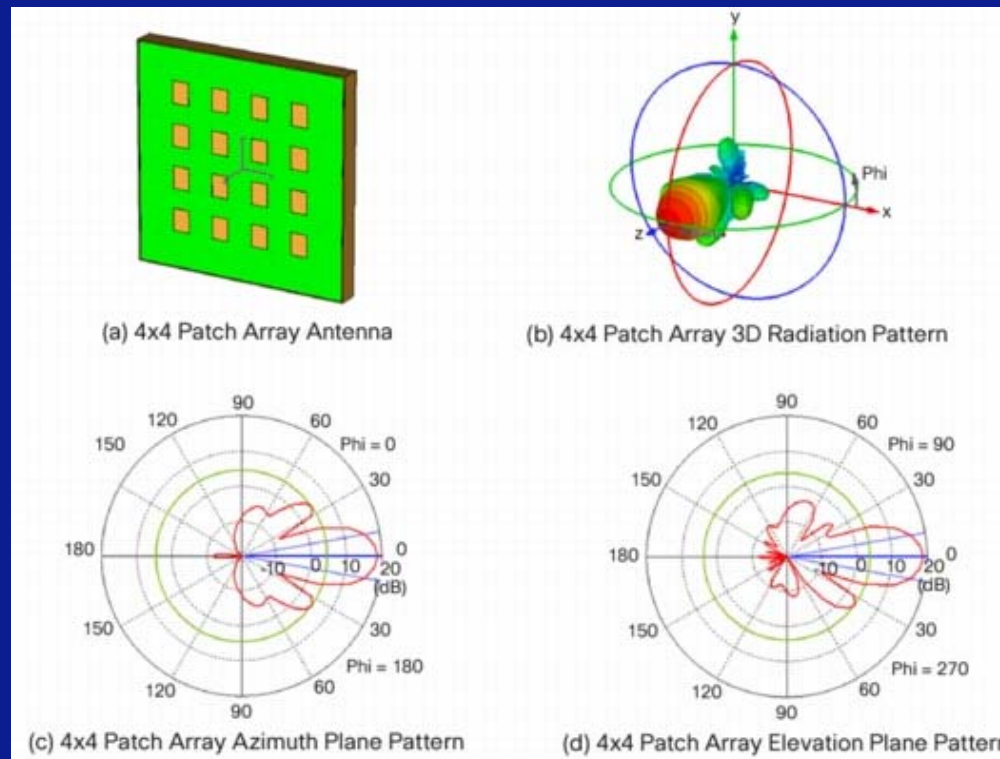 y
Phi
x
z
(a) 4x4 Patch Array Antenna
(b) 4x4 Patch Array 3D Radiation Pattern
90
120 60
150 Phi = 0
30
180 0
-10 0 10 20
(dB)
150 30
Phi = 180
120 60
90
(c) 4x4 Patch Array Azimuth Plane Pattern
90
120 60
Phi = 90
150 30
180 0
-10 0 10 20
(dB)
150 30
Phi = 270
120 60
90
(d) 4x4 Patch Array Elevation Plane Pattern